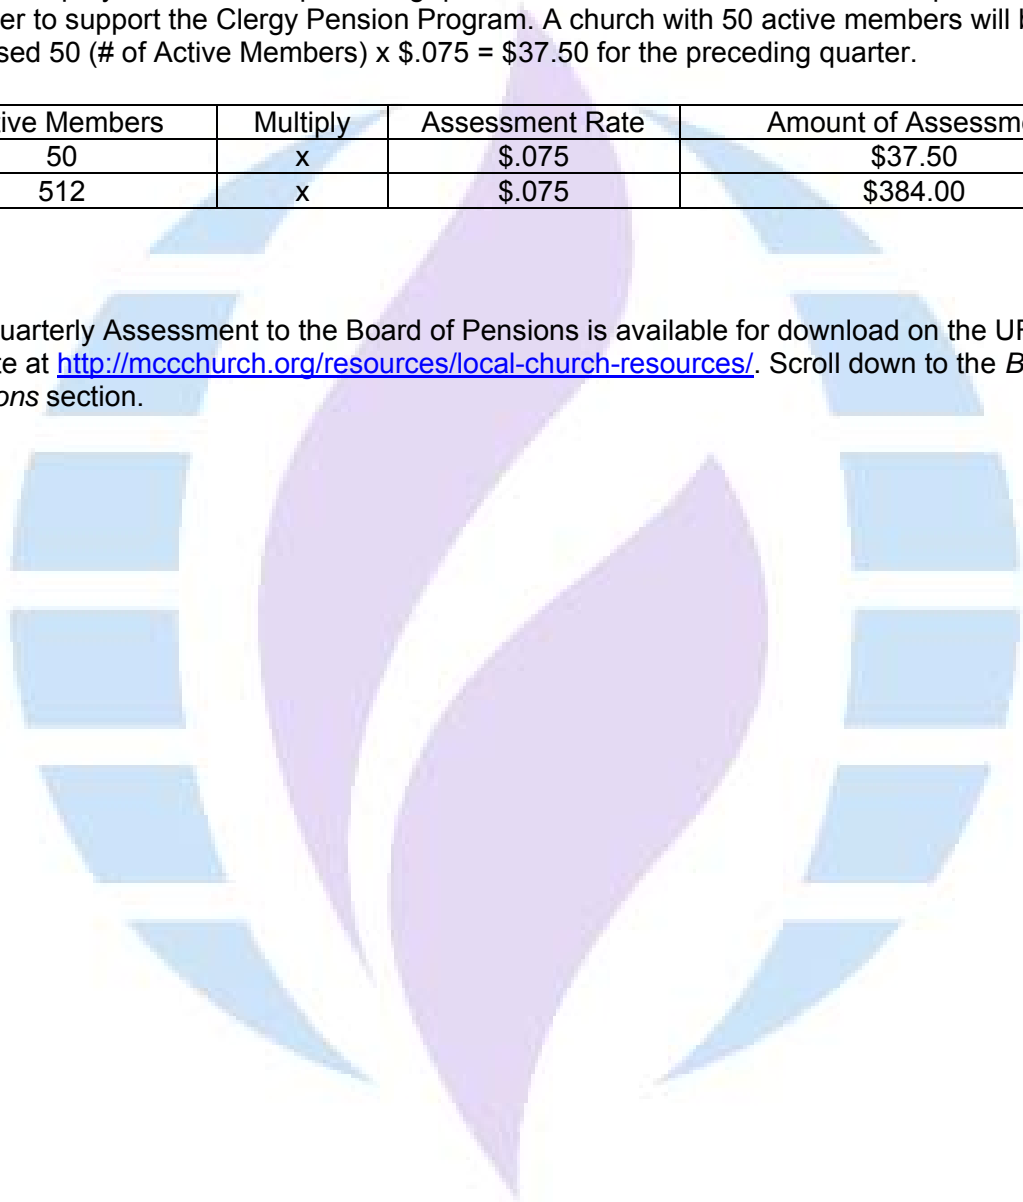 er to support the Clergy Pension Program. A church with 50 active members will
sed 50 (# of Active Members) x $.075 = $37.50 for the preceding quarter.
tive Members Multiply Assessment Rate Amount of Assessm
50 x $.075 $37.50
512 x $.075 $384.00
uarterly Assessment to the Board of Pensions is available for download on the UF
te at http://mccchurch.org/resources/local-church-resources/. Scroll down to the B
ons section.